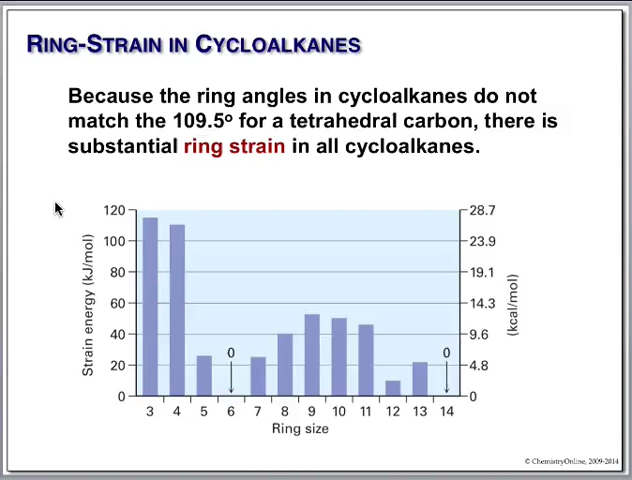 RING-STRAIN IN CYCLOALKANES
Because the ring angles in cycloalkanes do not
match the 109.5º for a tetrahedral carbon, there is
substantial ring strain in all cycloalkanes.
Strain energy (kJ/mol)
120
100
80
60
40
20
0
0
0
28.7
23.9
19.1
14.3
9.6
4.8
0
(kcal/mol)
3 4 5 6 7 8 9 10 11 12 13 14
Ring size
© ChemistryOnline, 2009-2014